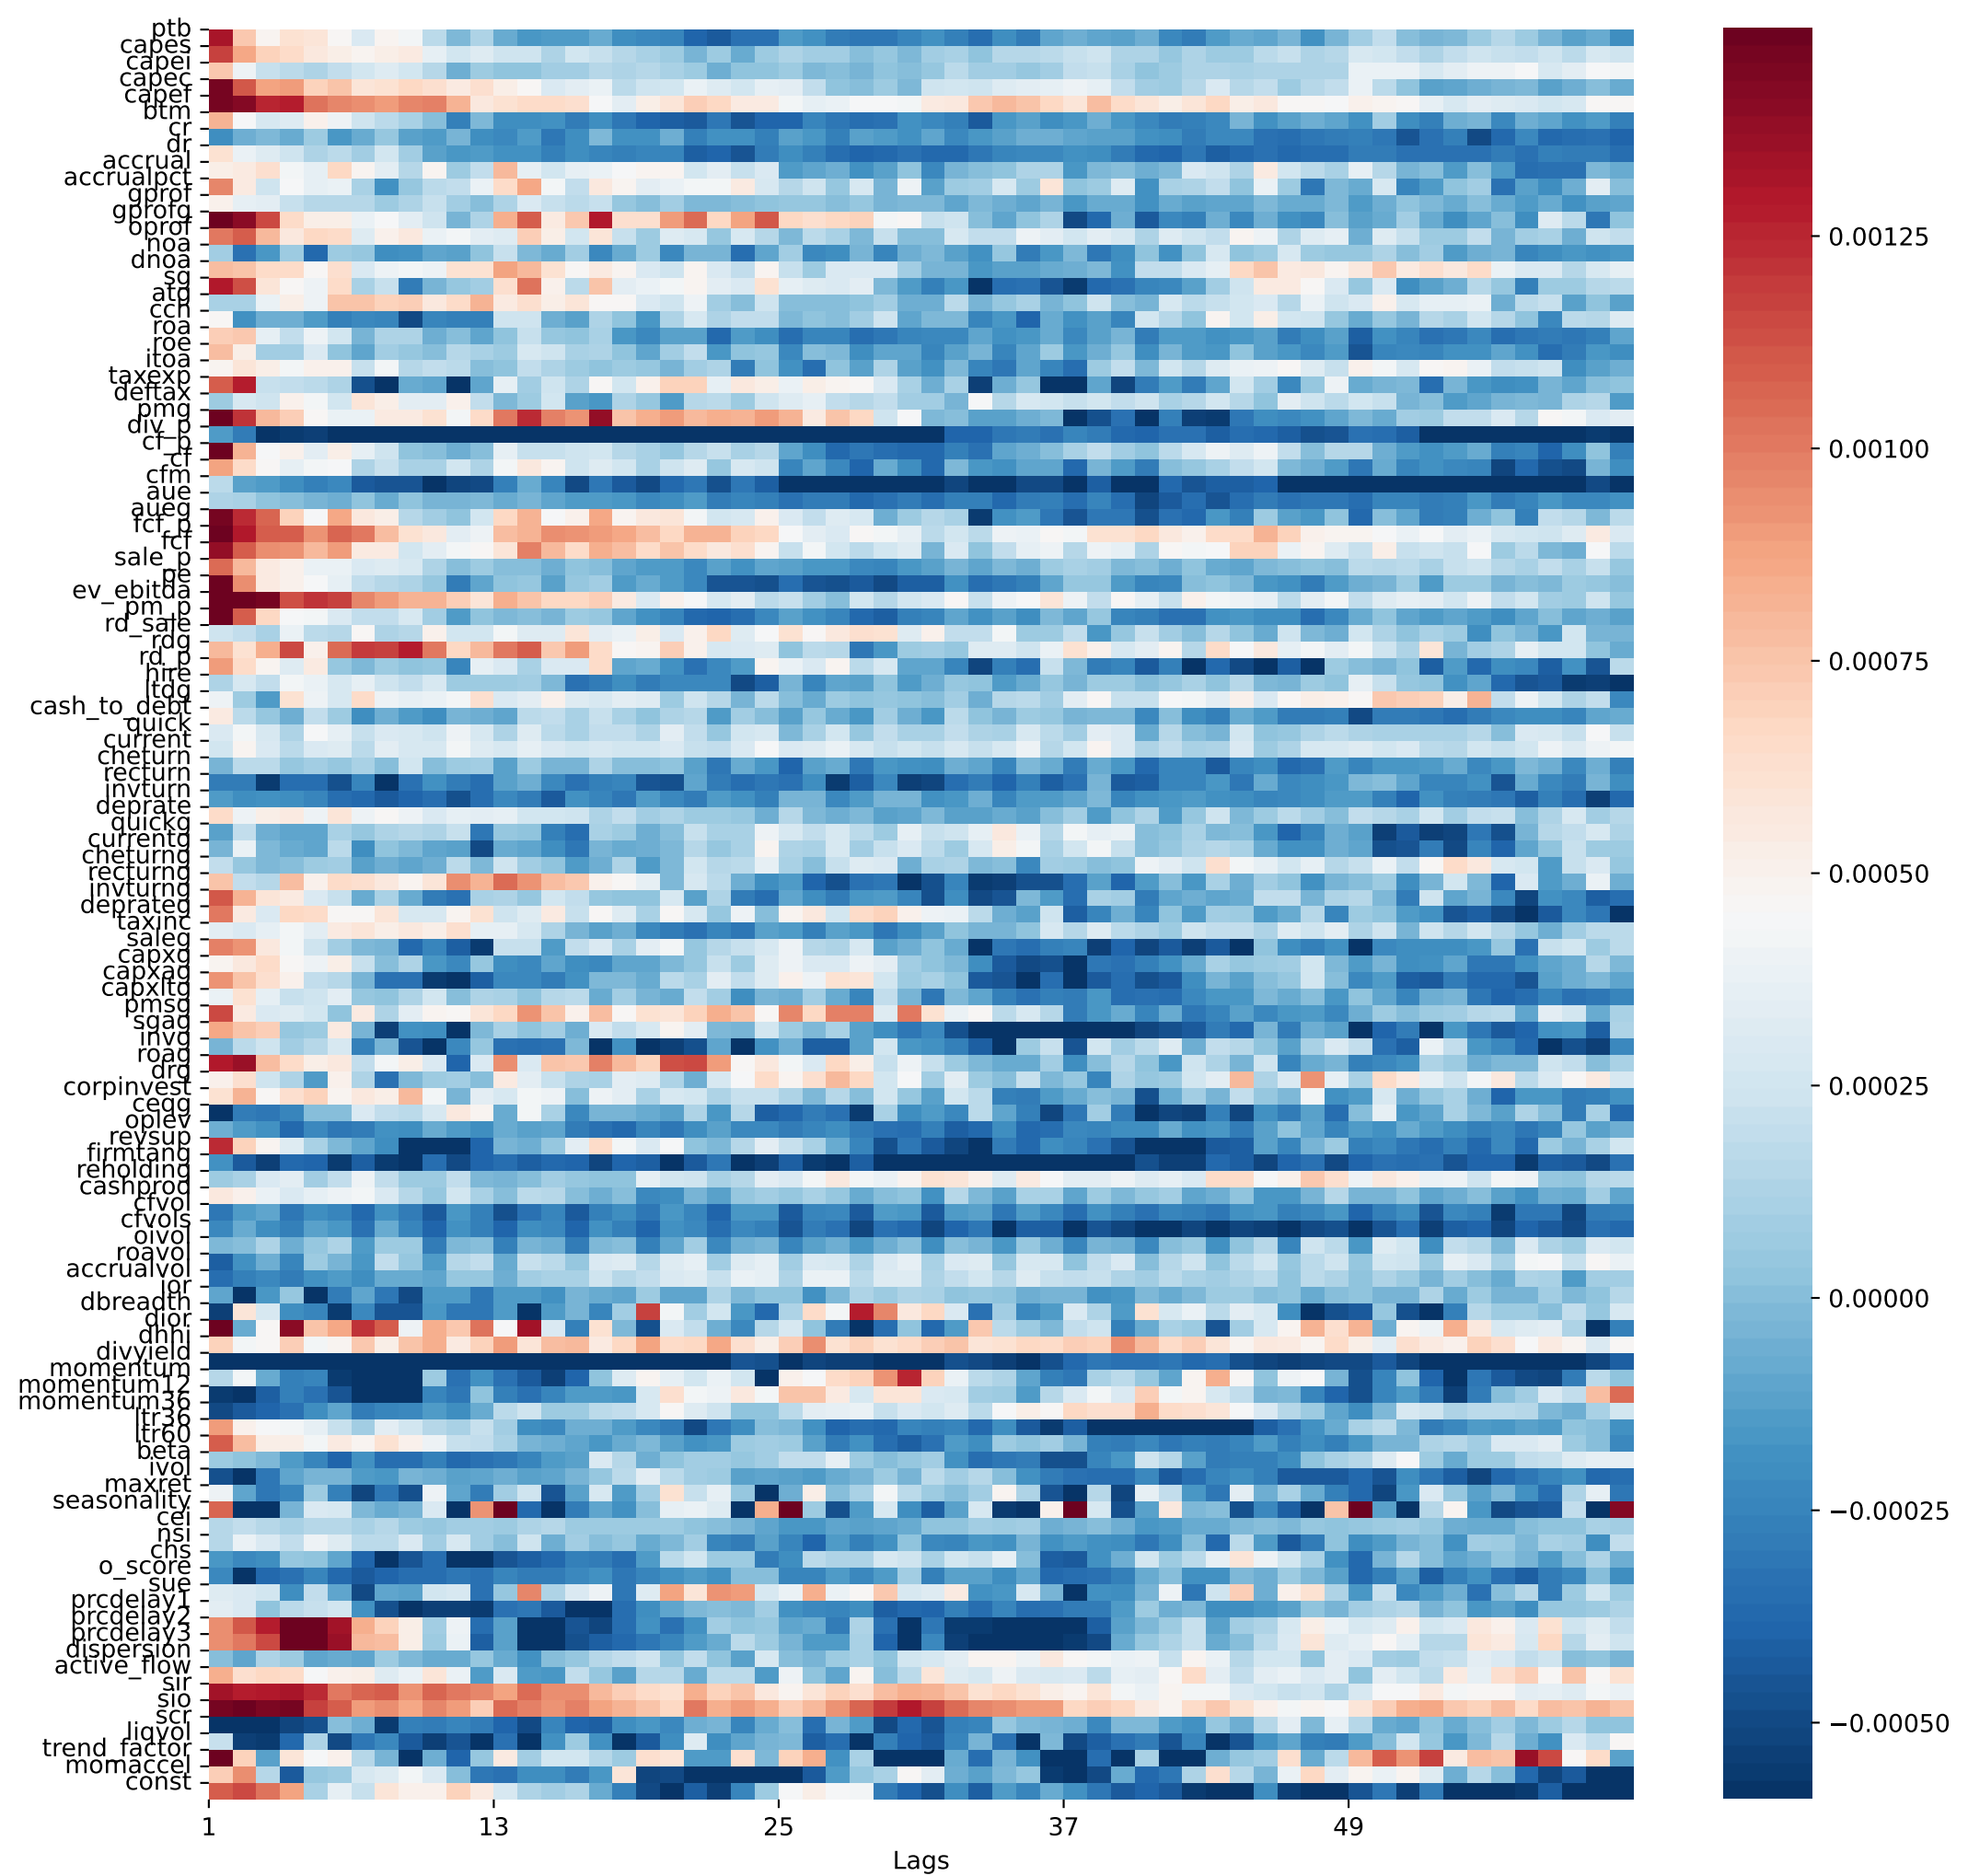 ptb
capes
capei
capec
capef
btm
cr
dr
accrual
accrualpct
gprof
gprofg
oprof
noa
dnoa
sg
atg
roa
roe
itoa
taxexp
deftax
pmg
div_p
cf_p
cf
cfm
aue
aueg
fcf_p
fcf
sale_p
pe
ev_ebitda
pm_p
rd_sale
rdg
rd_p
hire
ltdg
cash_to_debt
quick
current
cheturn
recturn
invturn
deprate
quickg
currentg
cheturng
recturng
invturng
deprateg
taxinc
saleg
capxg
capxag
pmsg
sgag
invg
roag
drg
corpinvest
ceqg
oplev
revsup
firmtang
reholding
cashprod
cfvol
cfvols
oivol
roavol
accrualvol
ior
dbreadth
dior
dhhi
divyield
momentum
momentum12
momentum36
ltr36
ltr60
beta
ivol
maxret
seasonality
cei
nsi
chs
o_score
sue
prcdelay1
prcdelay2
prcdelay3
dispersion
active_flow
sir
sio
scr
liqvol
trend_factor
momaccel
const
1 13 25 37 49
Lags
0.00125
0.00100
0.00075
0.00050
0.00025
0.00000
−0.00025
−0.00050